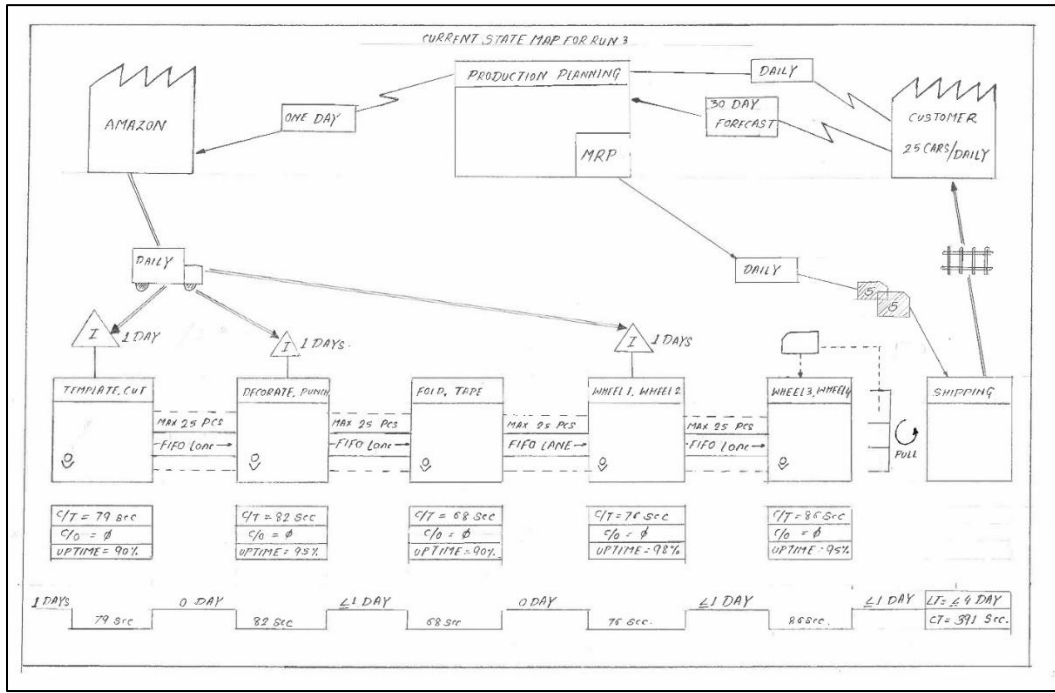 CURRENT STATE MAP FOR RUN 3
AMAZON
ONE DAY
PRODUCTION PLANNING
MRP
DAILY
30 DAY
FORECAST
CUSTOMER
25 CARS/DAILY
DAILY
DAILY
5
5
I
1 DAY
I
1 DAYS
I
1 DAYS
TEMPLATE, CUT
MAX 25 PCS
FIFO Lane
DECORATE, PUNCH
MAX 25 PCS
FIFO Lane
FOLD, TAPE
MAX 25 PCS
FIFO LANE
WHEEL1, WHEEL2
MAX 25 PCS
FIFO Lane
WHEEL3, WHEEL4
PULL
SHIPPING
C/T = 79 Sec
C/O = ϕ
UPTIME = 90%
C/T = 82 Sec
C/O = ϕ
UPTIME = 95%
C/T = 68 Sec
C/O = ϕ
UPTIME = 90%
C/T = 76 Sec
C/O = ϕ
UPTIME = 98%
C/T = 86 Sec
C/O = ϕ
UPTIME = 95%
1 DAYS
79 Sec
0 DAY
82 Sec
≤1 DAY
68 Sec
0 DAY
76 Sec.
≤1 DAY
86 Sec.
≤1 DAY
LT= ≤ 4 DAY
CT= 391 Sec.